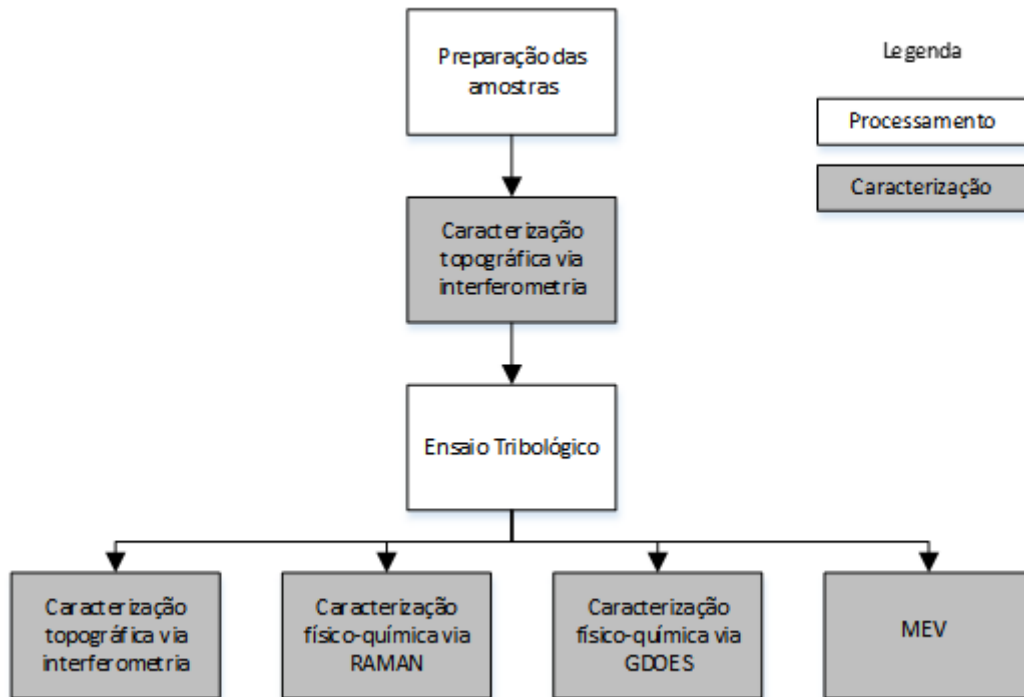 Preparação das
amostras
Legenda
Processamento
Caracterização
Caracterização
topográfica via
interferometria
Ensaio Tribológico
Caracterização
topográfica via
interferometria
Caracterização
físico-química via
RAMAN
Caracterização
físico-química via
GDOES
MEV